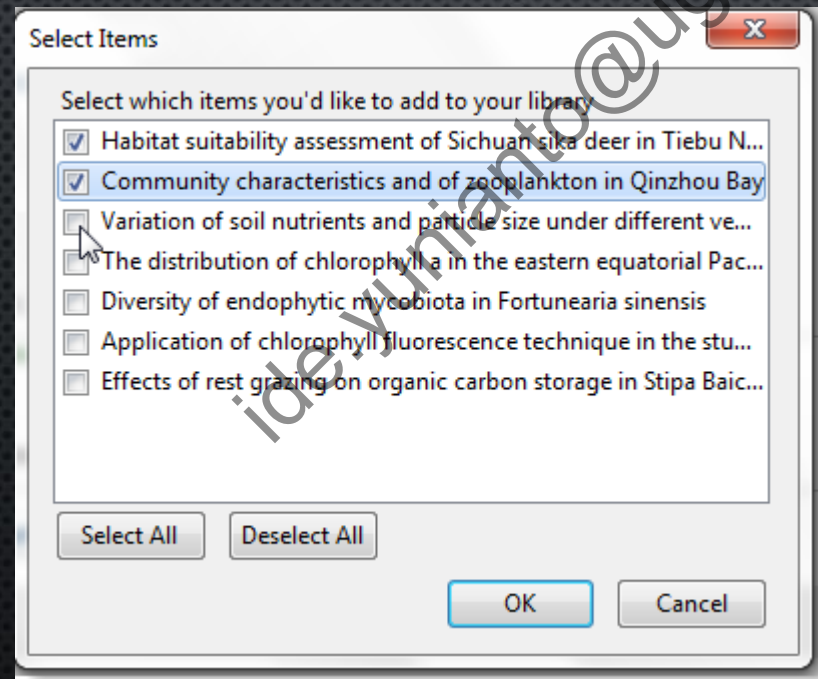 Select Items
Select which items you'd like to add to your library
Habitat suitability assessment of Sichuan sika deer in Tiebu N...
Community characteristics and of zooplankton in Qinzhou Bay
Variation of soil nutrients and particle size under different ve...
The distribution of chlorophyll a in the eastern equatorial Pac...
Diversity of endophytic mycobiota in Fortunearia sinensis
Application of chlorophyll fluorescence technique in the stu...
Effects of rest grazing on organic carbon storage in Stipa Baic...
Select All
Deselect All
OK
Cancel
ide.yunianto@ug